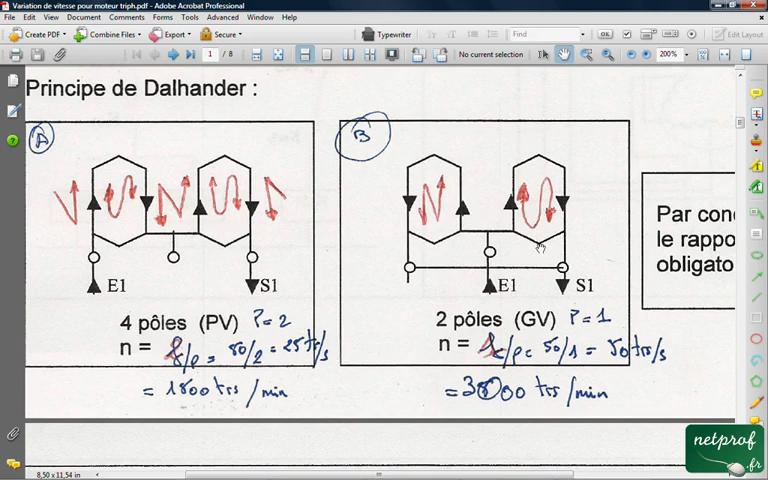 Variation de vitesse pour moteur triph.pdf - Adobe Acrobat Professional
File Edit View Document Comments Forms Tools Advanced Window Help
Create PDF Combine Files Export Secure Typewriter Find Edit Layout
1 / 8 No current selection 200%
Principe de Dalhander :
A
B
E1 S1
E1 S1
Par con
le rappo
obligato
4 pôles (PV) P = 2
n = f/p = 50/2 = 25 trs/s
= 1500 trs/min
2 pôles (GV) P = 1
n = f/p = 50/1 = 50 trs/s
= 3000 trs/min
8,50 x 11,54 in
netprof
.fr